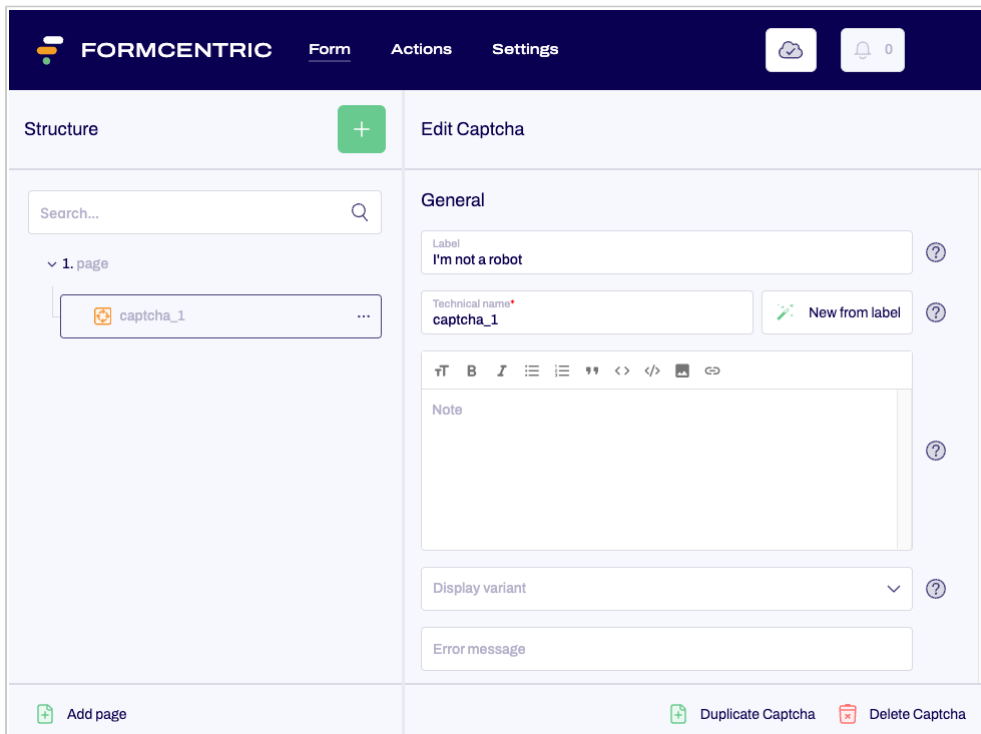 FORMCENTRIC Form Actions Settings 0
Structure
Edit Captcha
Search...
1. page
captcha_1
General
Label
I'm not a robot
Technical name*
captcha_1
New from label
Note
Display variant
Error message
Add page
Duplicate Captcha
Delete Captcha